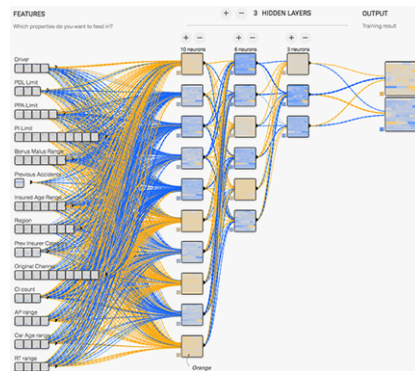 FEATURES
Which properties do you want to feed in?
+ − 3 HIDDEN LAYERS
OUTPUT
Training result
+ −
+ −
+ −
10 neurons
6 neurons
3 neurons
Driver
PDL Limit
PPA Limit
PI Limit
Bonus Malus Range
Previous Accidents
Insured Age Range
Region
Prev Insurer
Original Channel
CI count
AP range
Car Age range
RT range
Orange